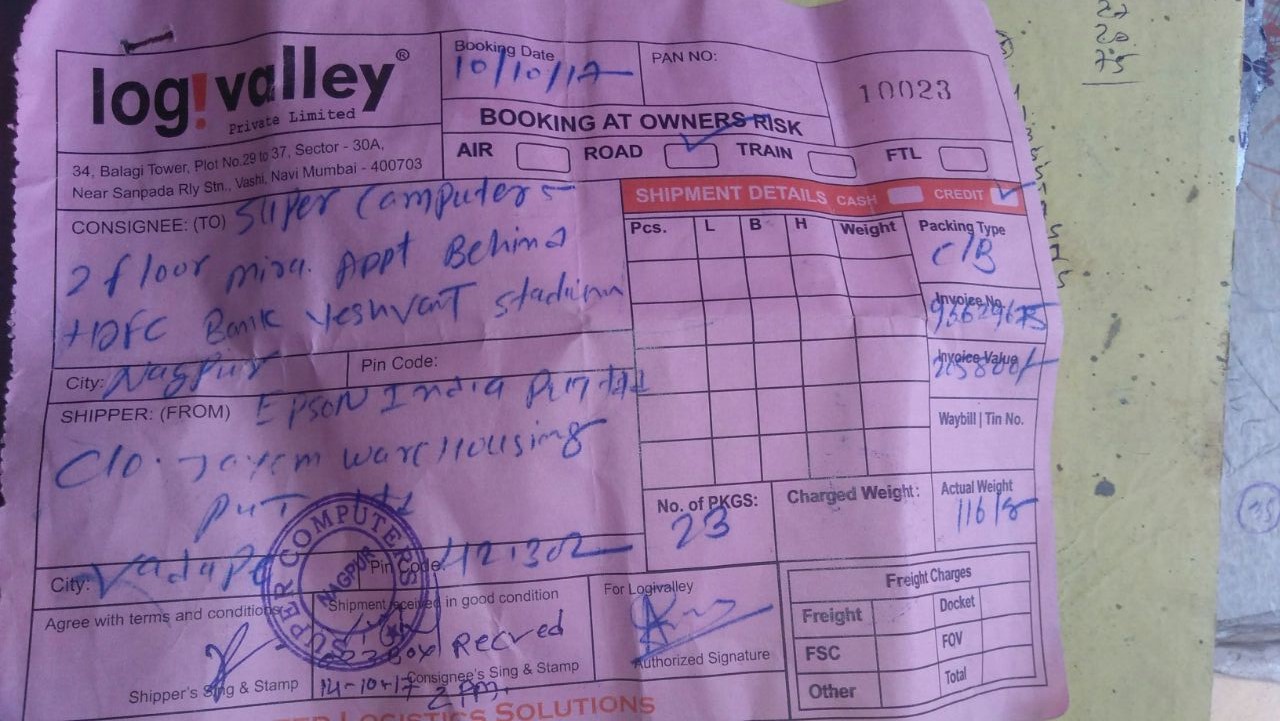 log!valley®
Private Limited
34, Balagi Tower, Plot No.29 to 37, Sector - 30A,
Near Sanpada Rly Stn., Vashi, Navi Mumbai - 400703
Booking Date
10/10/17
PAN NO:
10023
BOOKING AT OWNERS RISK
AIR ROAD TRAIN FTL
CONSIGNEE: (TO) Super Computers
2 floor mira. Appt Behind
HDFC Bank Yeshvant Stadium
City: Nagpur Pin Code:
SHIPMENT DETAILS CASH CREDIT
Pcs. L B H Weight Packing Type
C/B
Invoice No.
Invoice Value
Waybill | Tin No.
SHIPPER: (FROM) Epson India Pvt Ltd
C/o. Jayem warehousing
PVT Ltd
City: Vadape Pin Code: 421302
No. of PKGS:
23
Charged Weight:
Actual Weight
Agree with terms and conditions
Shipper's Sing & Stamp
Shipment received in good condition
Box Recved
14-10-17 2 PM.
Consignee's Sing & Stamp
SUPER COMPUTERS
NAGPUR
For Logivalley
Authorized Signature
Freight Charges
Freight Docket
FSC FOV
Other Total
LOGISTICS SOLUTIONS
27
20
75